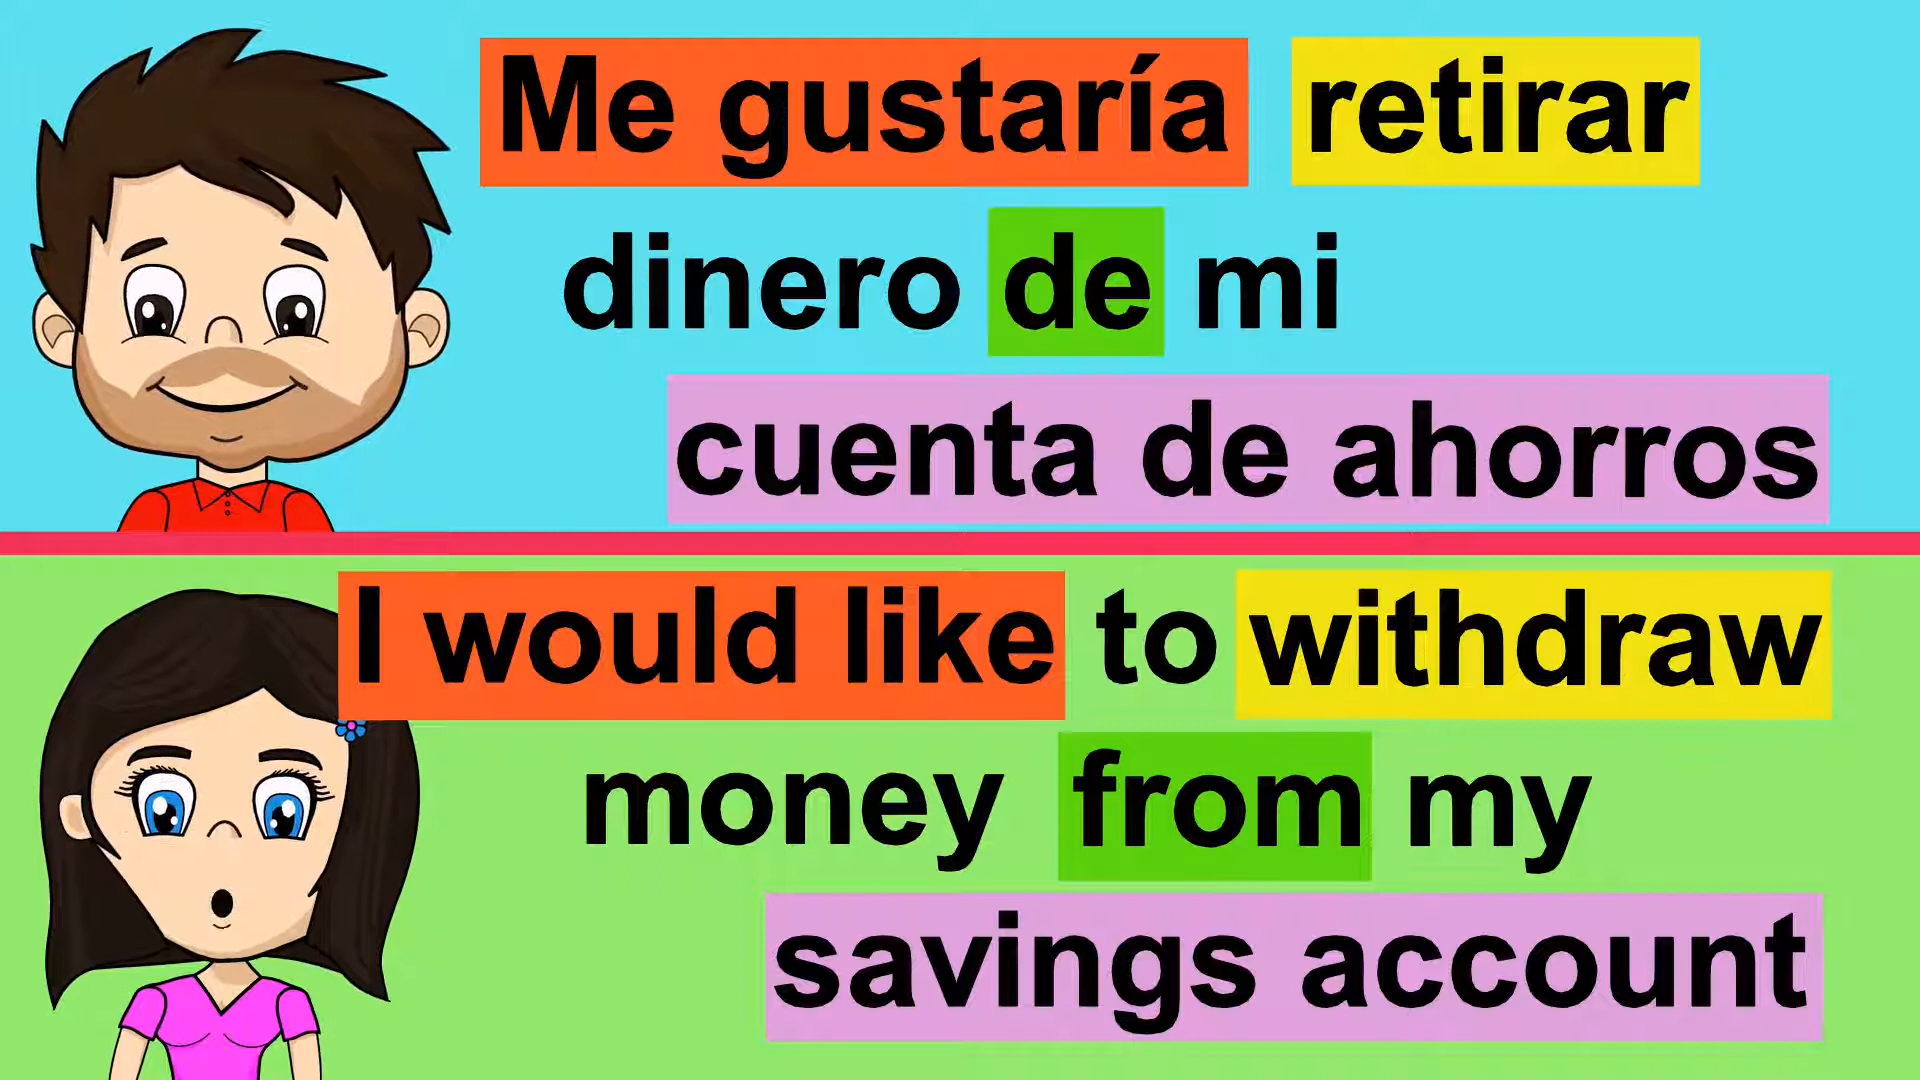 Me gustaría retirar
dinero de mi
cuenta de ahorros
I would like to withdraw
money from my
savings account